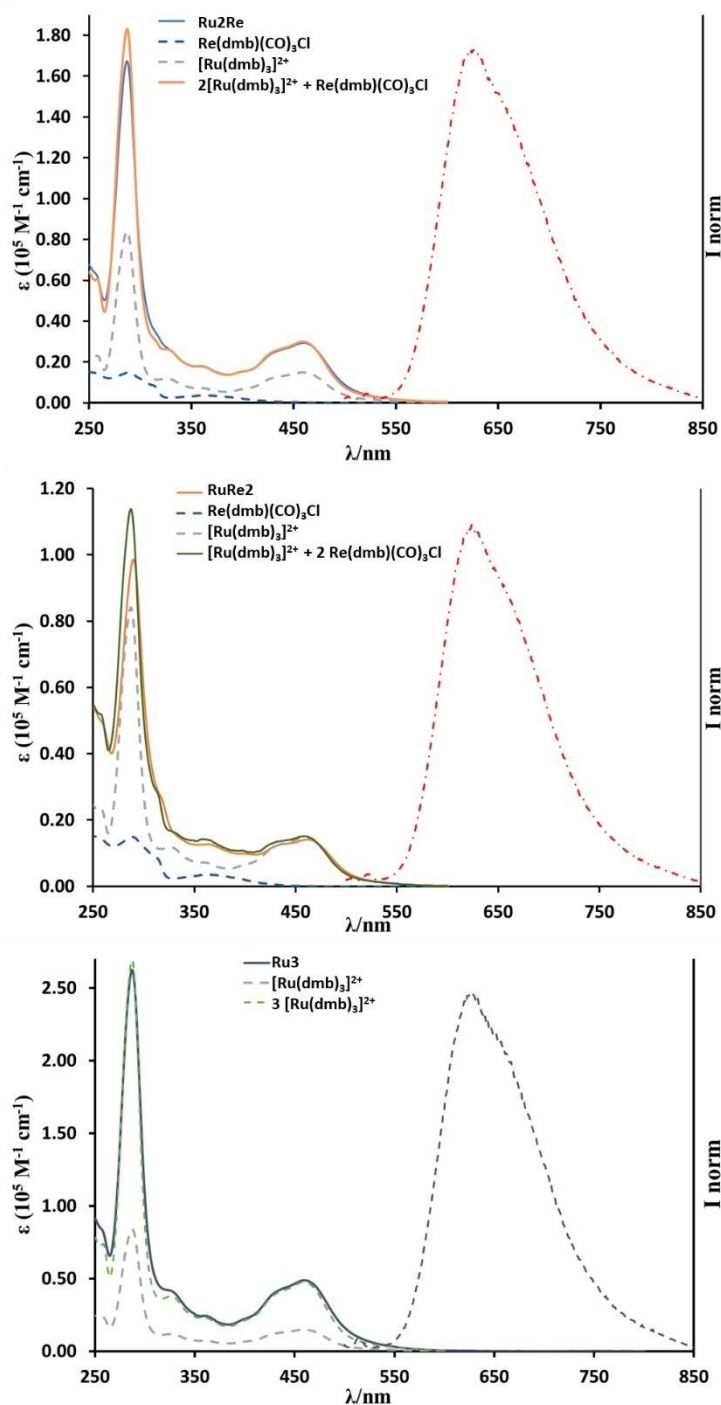 Ru2Re
Re(dmb)(CO)₃Cl
[Ru(dmb)₃]²⁺
2[Ru(dmb)₃]²⁺ + Re(dmb)(CO)₃Cl
ε (10⁵ M⁻¹ cm⁻¹)
1.80
1.60
1.40
1.20
1.00
0.80
0.60
0.40
0.20
0.00
250 350 450 550 650 750 850
λ/nm
I norm
RuRe2
Re(dmb)(CO)₃Cl
[Ru(dmb)₃]²⁺
[Ru(dmb)₃]²⁺ + 2 Re(dmb)(CO)₃Cl
ε (10⁵ M⁻¹ cm⁻¹)
1.20
1.00
0.80
0.60
0.40
0.20
0.00
250 350 450 550 650 750 850
λ/nm
I norm
Ru3
[Ru(dmb)₃]²⁺
3 [Ru(dmb)₃]²⁺
ε (10⁵ M⁻¹ cm⁻¹)
2.50
2.00
1.50
1.00
0.50
0.00
250 350 450 550 650 750 850
λ/nm
I norm